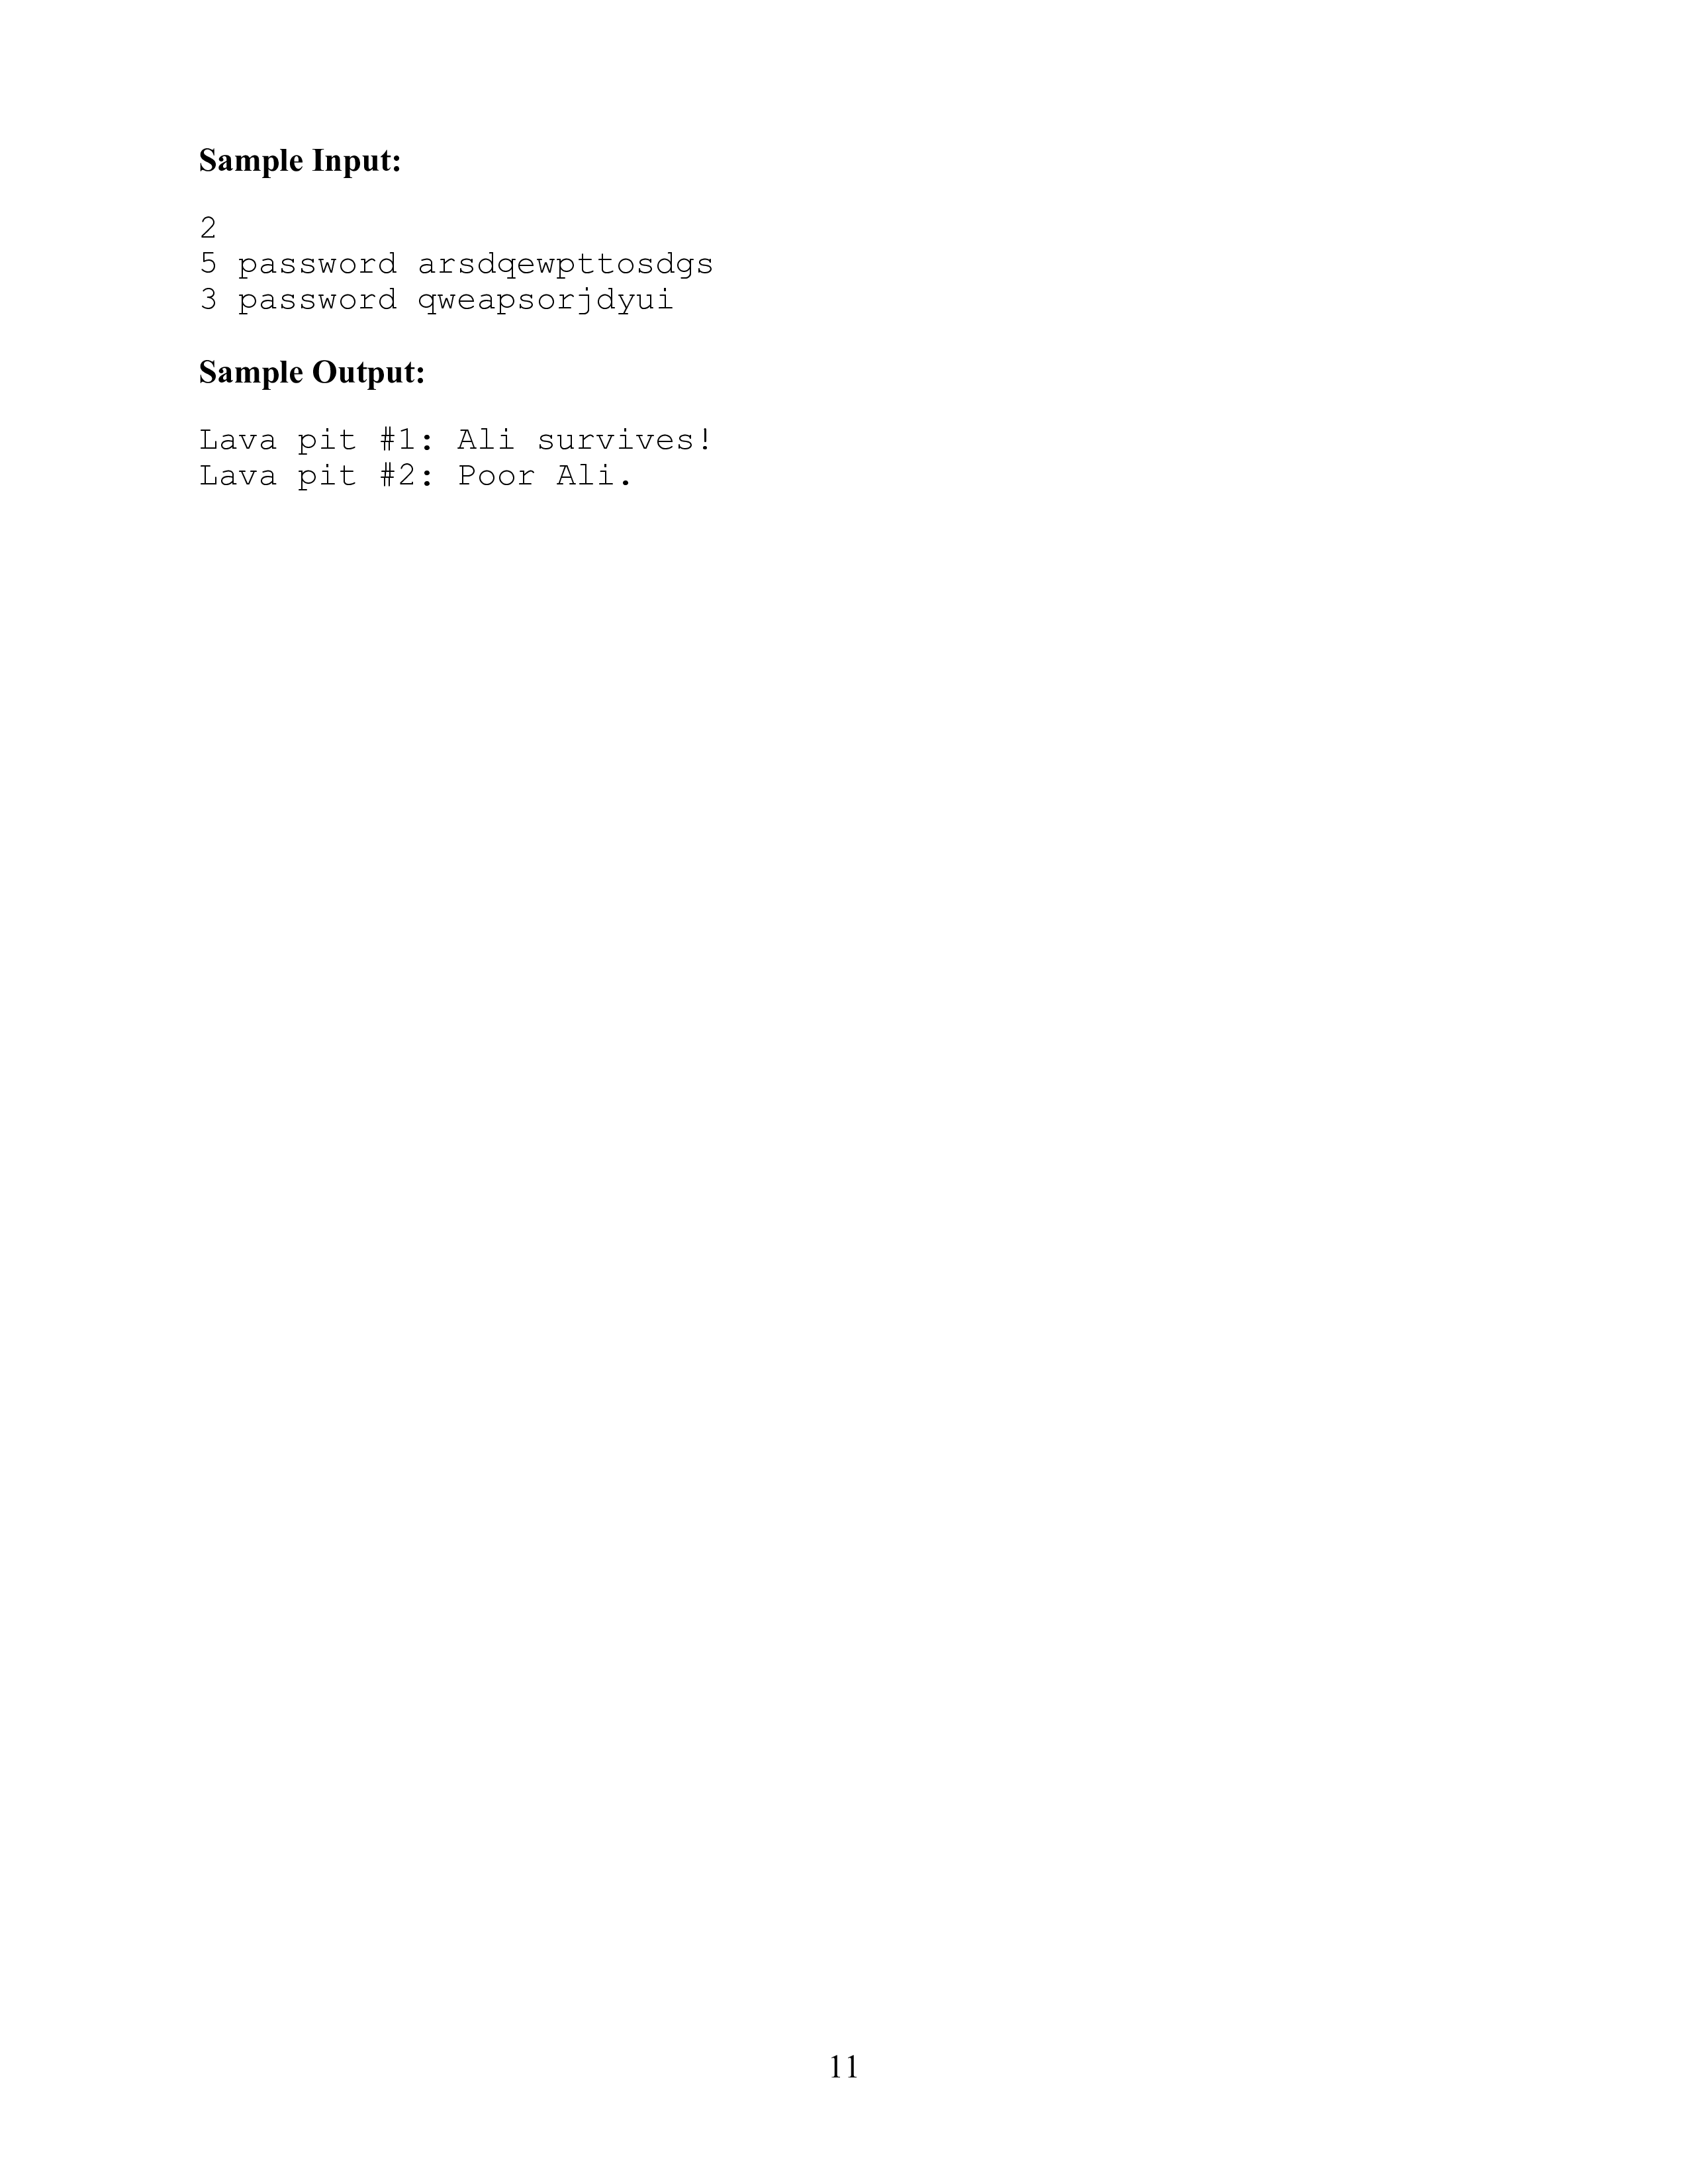 Sample Input:
2
5 password arsdqewpttosdgs
3 password qweapsorjdyui
Sample Output:
Lava pit #1: Ali survives!
Lava pit #2: Poor Ali.
11